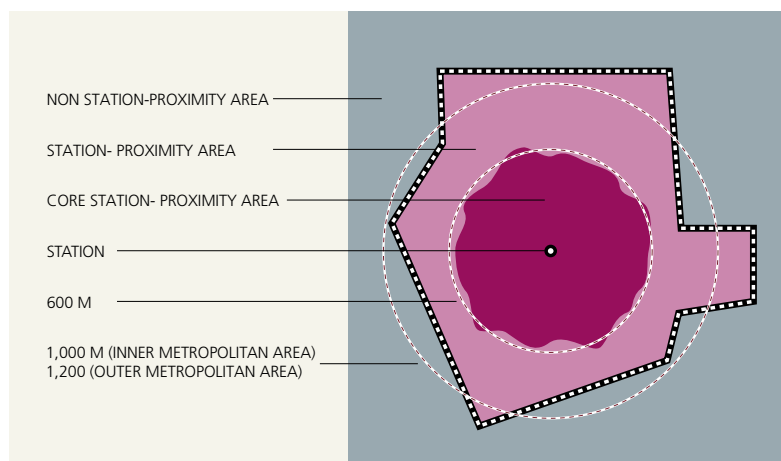 NON STATION-PROXIMITY AREA
STATION- PROXIMITY AREA
CORE STATION- PROXIMITY AREA
STATION
600 M
1,000 M (INNER METROPOLITAN AREA)
1,200 (OUTER METROPOLITAN AREA)